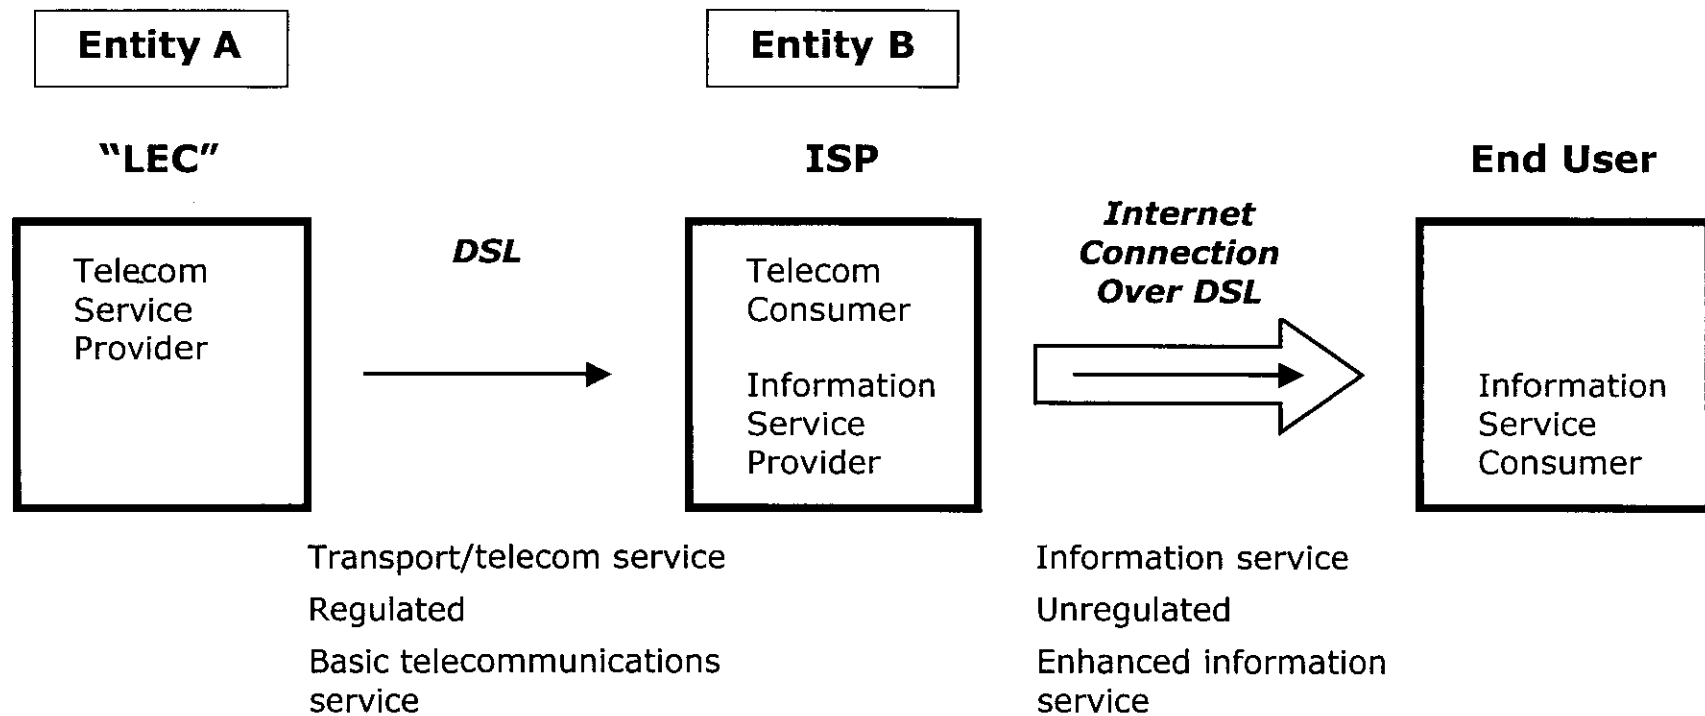 Entity A
Entity B
"LEC"
ISP
End User
Telecom
Service
Provider
DSL
Telecom
Consumer
Information
Service
Provider
Internet
Connection
Over DSL
Information
Service
Consumer
Transport/telecom service
Regulated
Basic telecommunications
service
Information service
Unregulated
Enhanced information
service